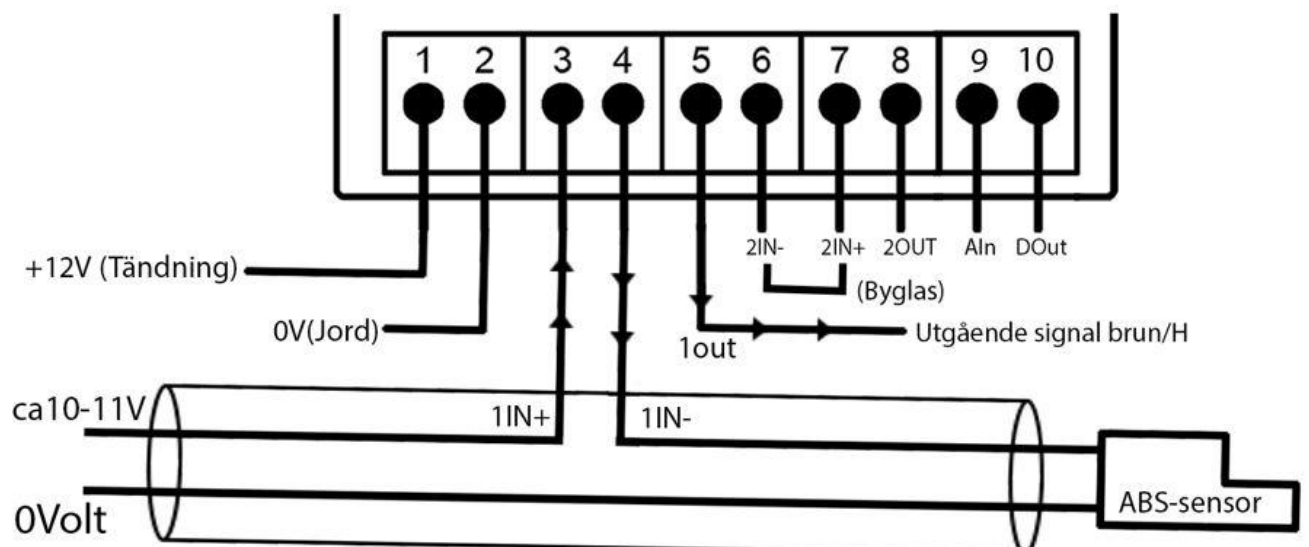 1 2 3 4 5 6 7 8 9 10
2IN- 2IN+ 2OUT AIn DOut
+12V (Tändning)
(Byglas)
0V(Jord)
1out
Utgående signal brun/H
ca10-11V
1IN+ 1IN-
0Volt
ABS-sensor